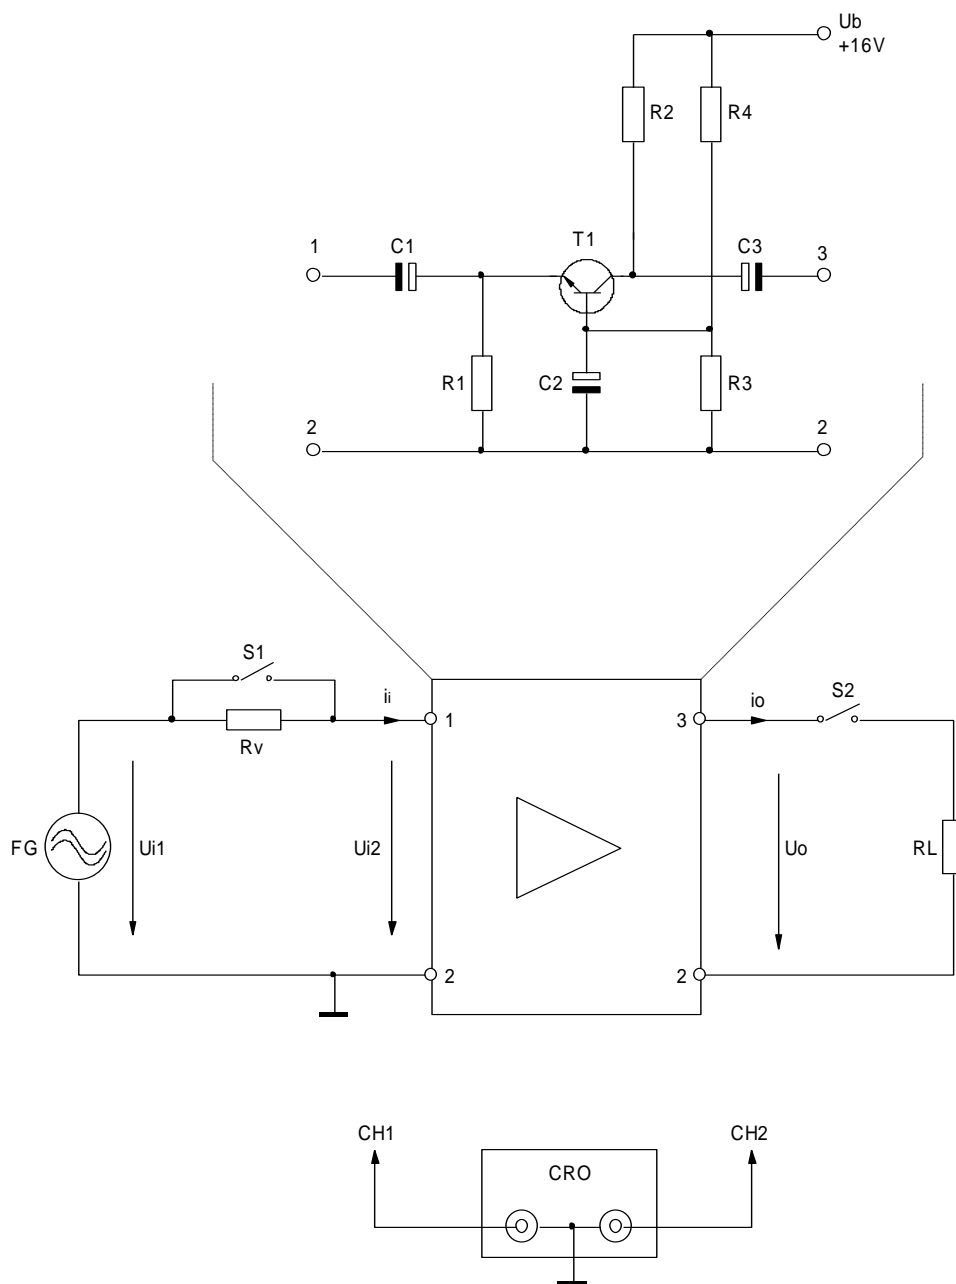 Ub
+16V
R2
R4
1
C1
T1
C3
3
R1
C2
R3
2
2
S1
ii
io
S2
1
3
Rv
FG
Ui1
Ui2
Uo
RL
2
2
CH1
CH2
CRO